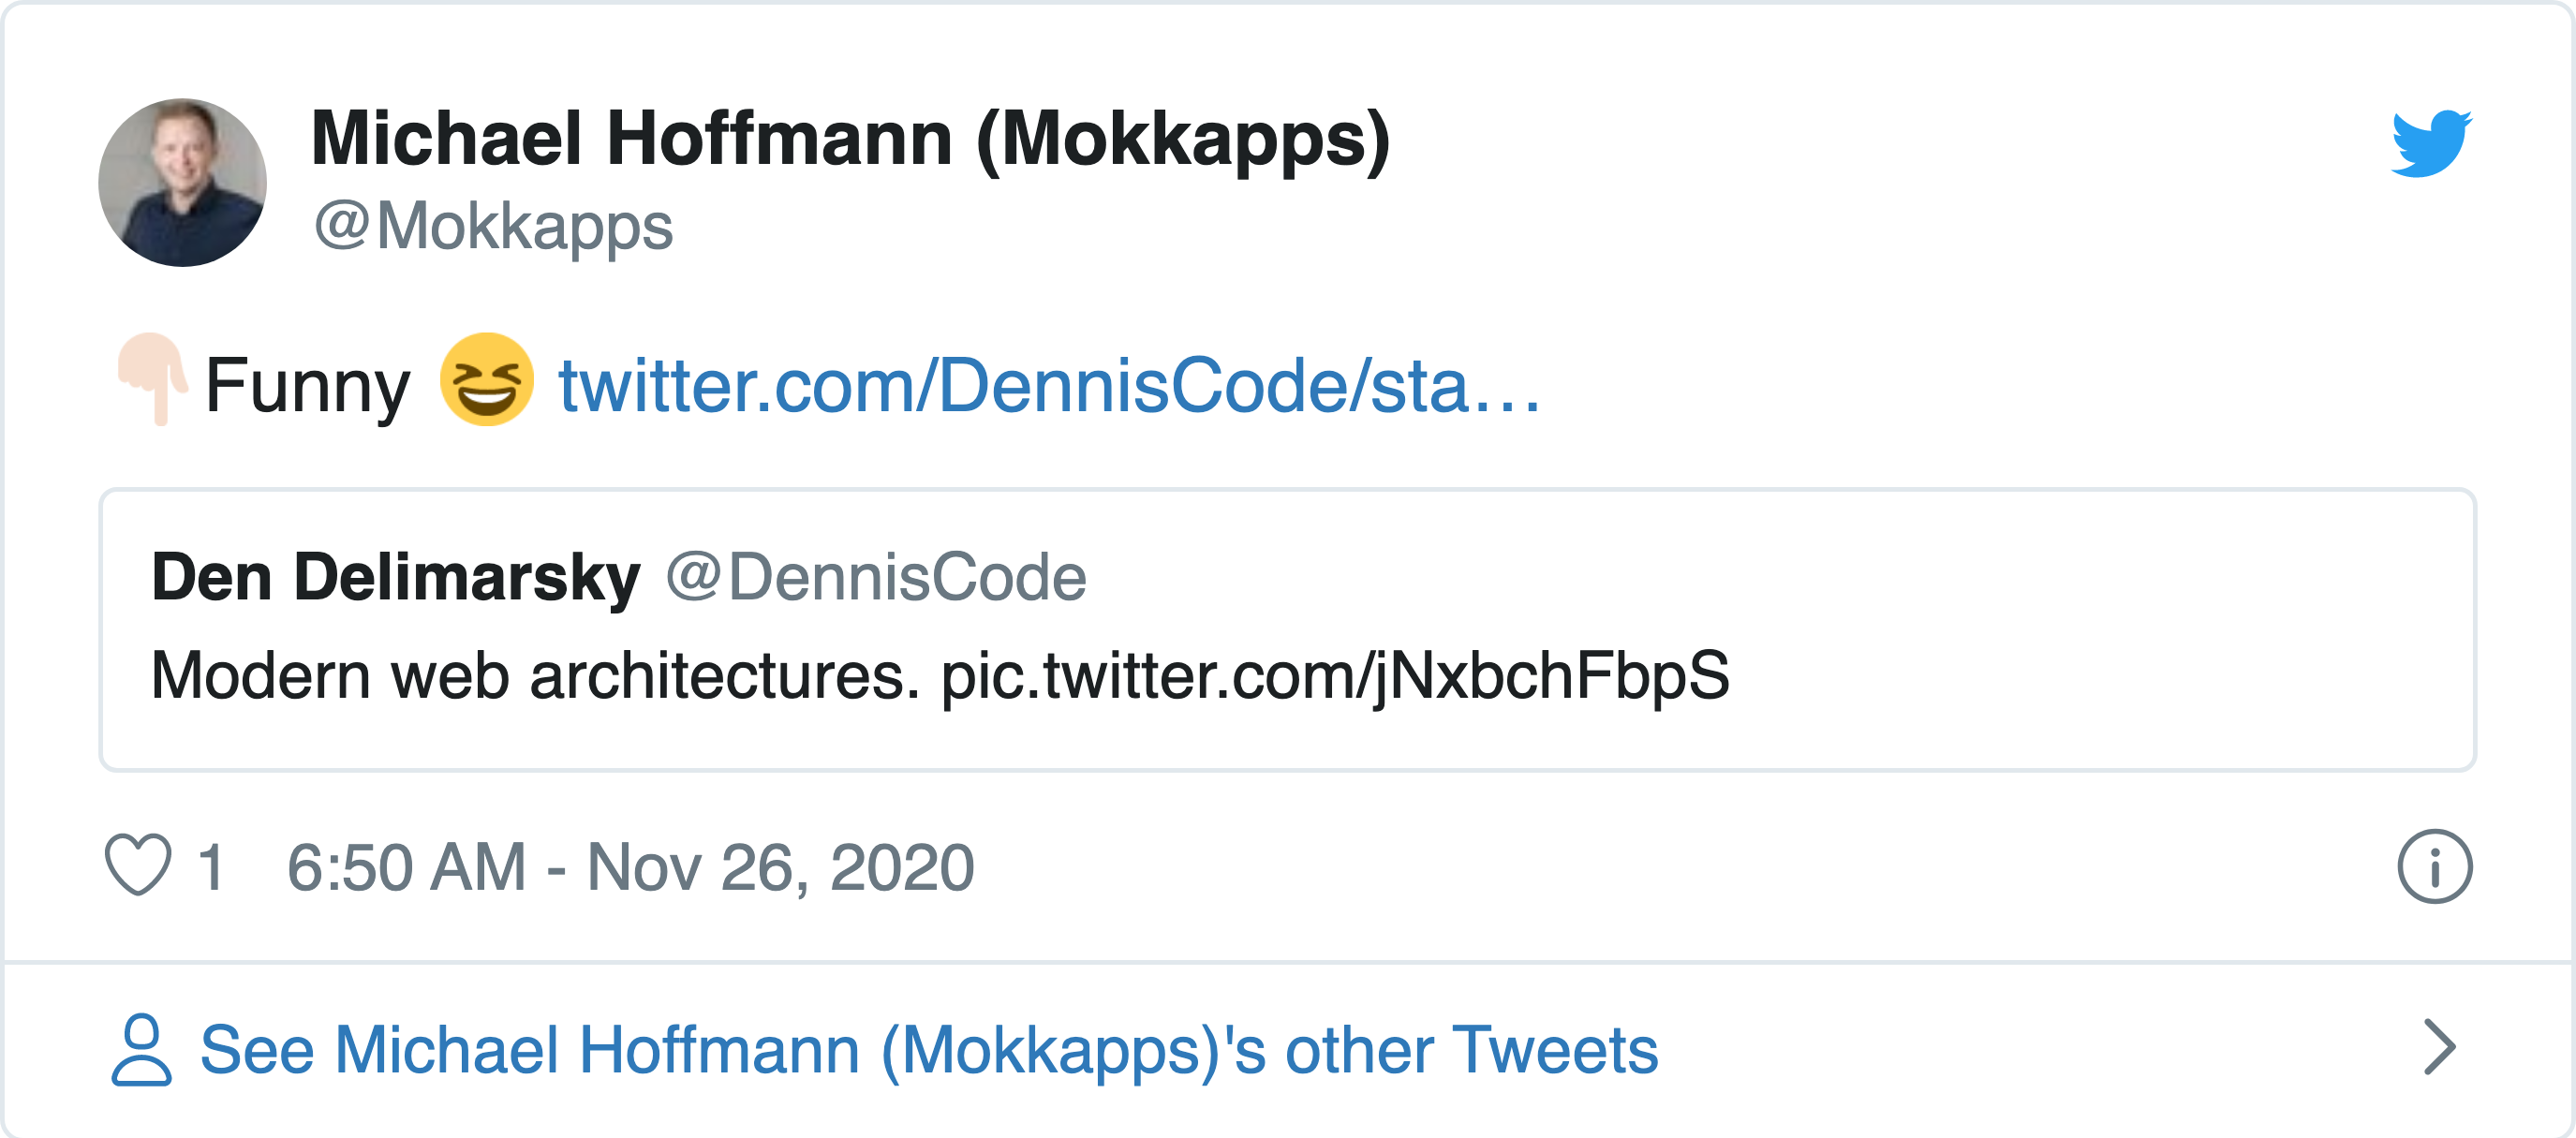 Michael Hoffmann (Mokkapps)
@Mokkapps
👇🏻Funny 😆 twitter.com/DennisCode/sta…
Den Delimarsky @DennisCode
Modern web architectures. pic.twitter.com/jNxbchFbpS
1 6:50 AM - Nov 26, 2020
See Michael Hoffmann (Mokkapps)'s other Tweets